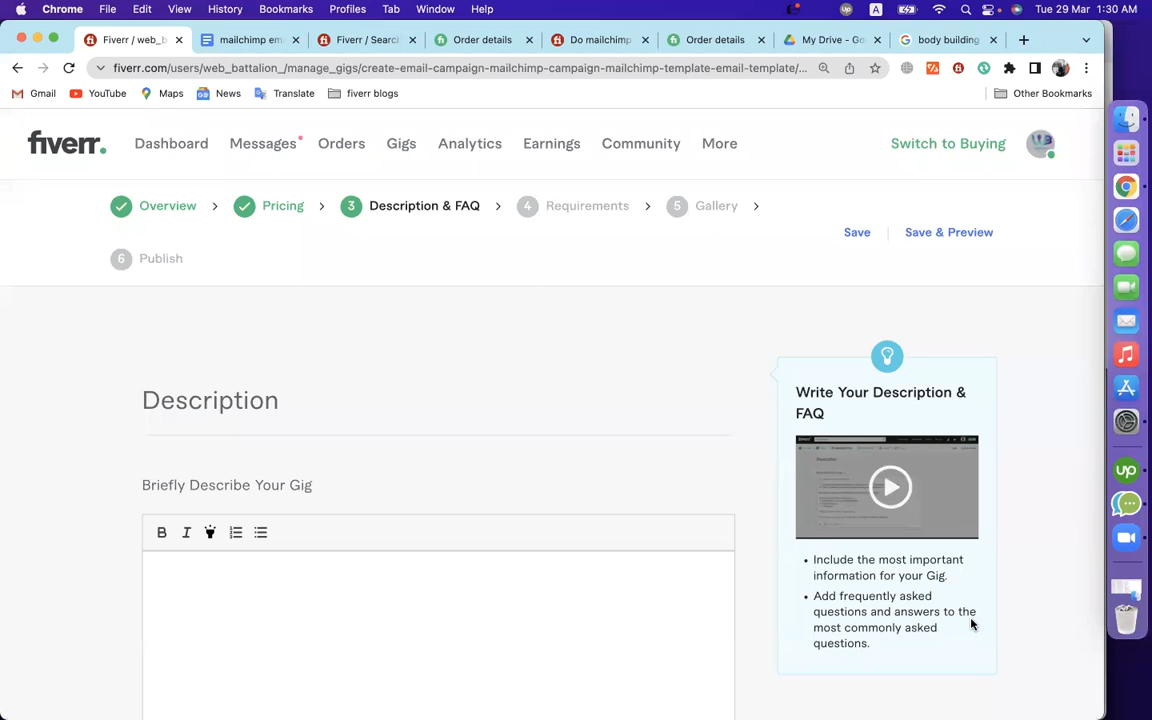 Chrome File Edit View History Bookmarks Profiles Tab Window Help Tue 29 Mar 1:30 AM
Fiverr / web_b mailchimp em Fiverr / Searc Order details Do mailchimp Order details My Drive - Go body building
fiverr.com/users/web_battalion_/manage_gigs/create-email-campaign-mailchimp-campaign-mailchimp-template-email-template/...
Gmail YouTube Maps News Translate fiverr blogs Other Bookmarks
fiverr. Dashboard Messages Orders Gigs Analytics Earnings Community More Switch to Buying
Overview Pricing 3 Description & FAQ 4 Requirements 5 Gallery
Save Save & Preview
6 Publish
Description
Briefly Describe Your Gig
B I
Write Your Description &
FAQ
• Include the most important
information for your Gig.
• Add frequently asked
questions and answers to the
most commonly asked
questions.